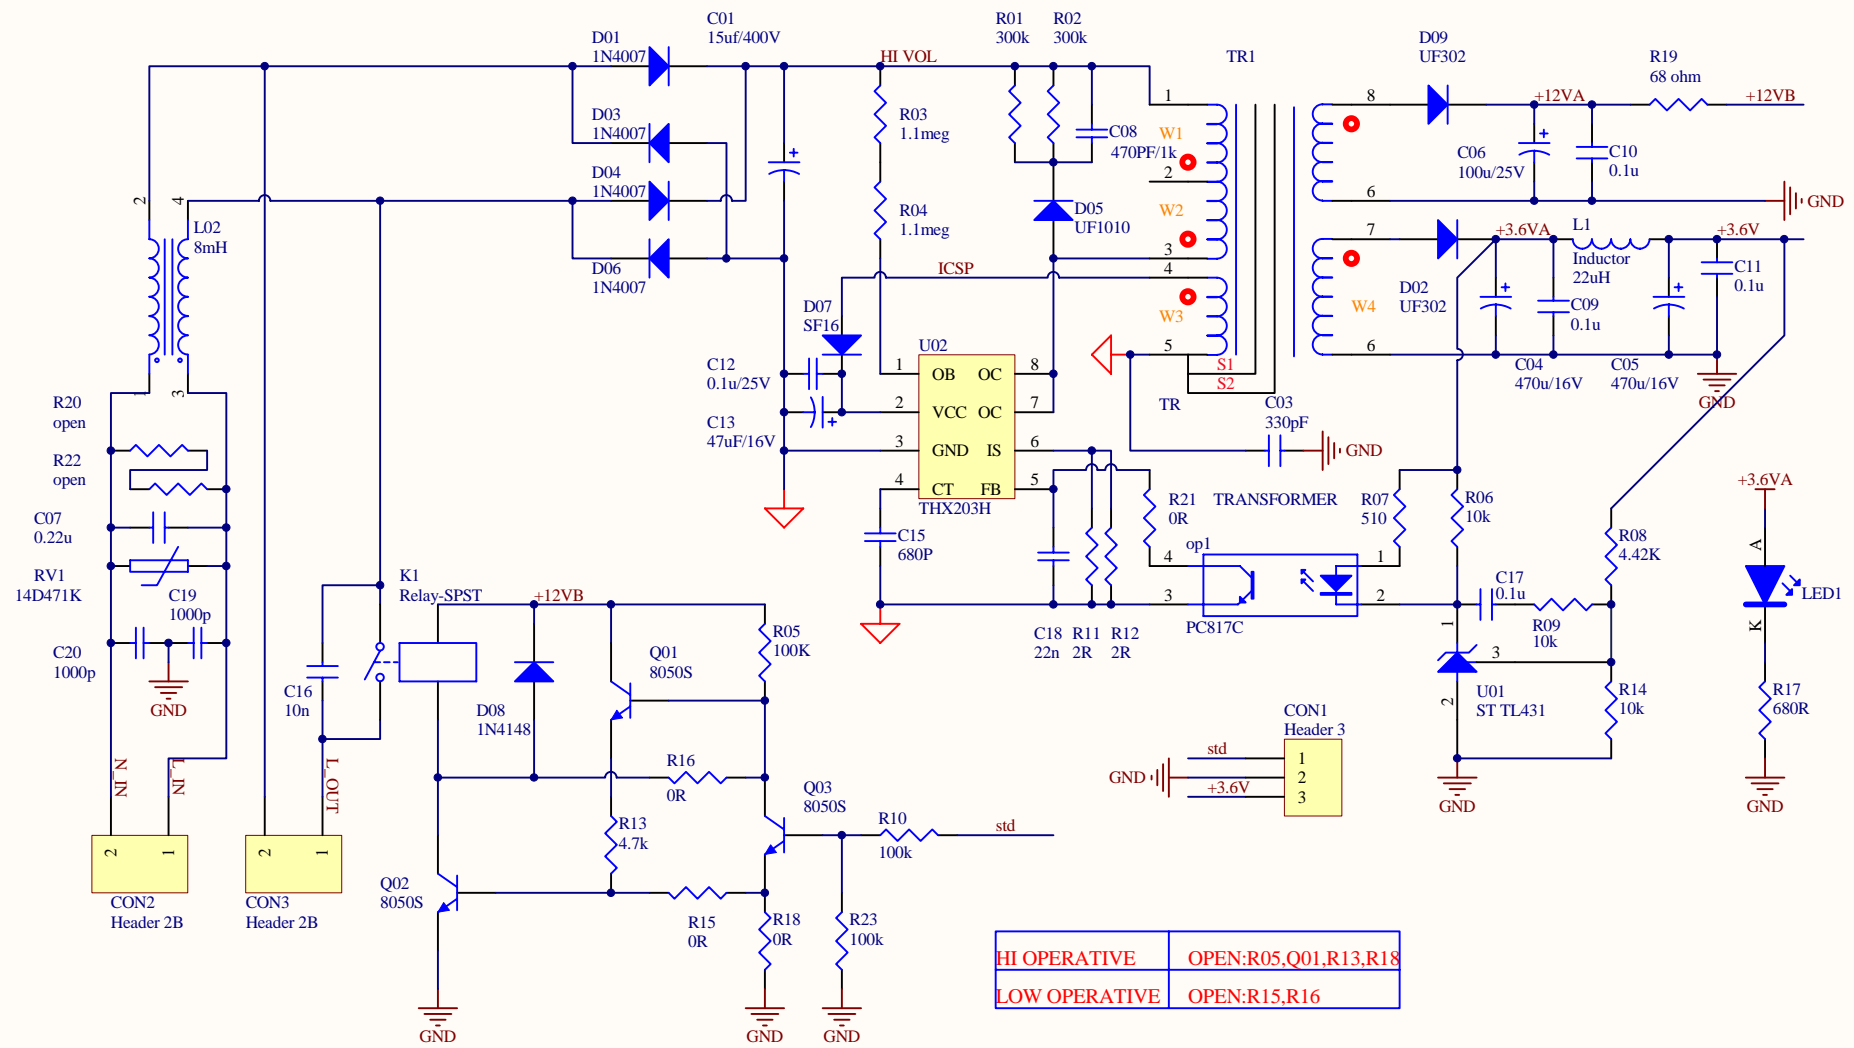 D01
1N4007
C01
15uf/400V
HI VOL
R01
300k
R02
300k
TR1
D09
UF302
R19
68 ohm
D03
1N4007
R03
1.1meg
C08
470PF/1k
1
W1
8
+12VA
+12VB
C06
100u/25V
C10
0.1u
D04
1N4007
2
4
L02
8mH
R04
1.1meg
D05
UF1010
2
W2
6
GND
3
7
+3.6VA
L1
Inductor
22uH
+3.6V
C11
0.1u
D06
1N4007
ICSP
4
D07
SF16
W3
D02
UF302
W4
C09
0.1u
5
6
S1
S2
TR
C04
470u/16V
C05
470u/16V
GND
U02
C12
0.1u/25V
C13
47uF/16V
1
OB
OC
8
2
VCC
OC
7
3
GND
IS
6
4
CT
FB
5
THX203H
1
3
R20
open
R22
open
C03
330pF
GND
C07
0.22u
RV1
14D471K
C19
1000p
C20
1000p
GND
C15
680P
R21
0R
TRANSFORMER
R07
510
R06
10k
R08
4.42K
+3.6VA
A
LED1
K
op1
4
1
3
2
PC817C
C17
0.1u
R09
10k
K1
Relay-SPST
+12VB
R05
100K
C18
22n
R11
2R
R12
2R
1
3
2
U01
ST TL431
R14
10k
R17
680R
Q01
8050S
C16
10n
D08
1N4148
CON1
Header 3
std
1
GND
2
+3.6V
3
GND
GND
N_IN
L_IN
L_OUT
R16
0R
Q03
8050S
R13
4.7k
R10
100k
std
2
1
2
1
CON2
Header 2B
CON3
Header 2B
Q02
8050S
R15
0R
R18
0R
R23
100k
GND
GND
GND
HI OPERATIVE
OPEN:R05,Q01,R13,R18
LOW OPERATIVE
OPEN:R15,R16